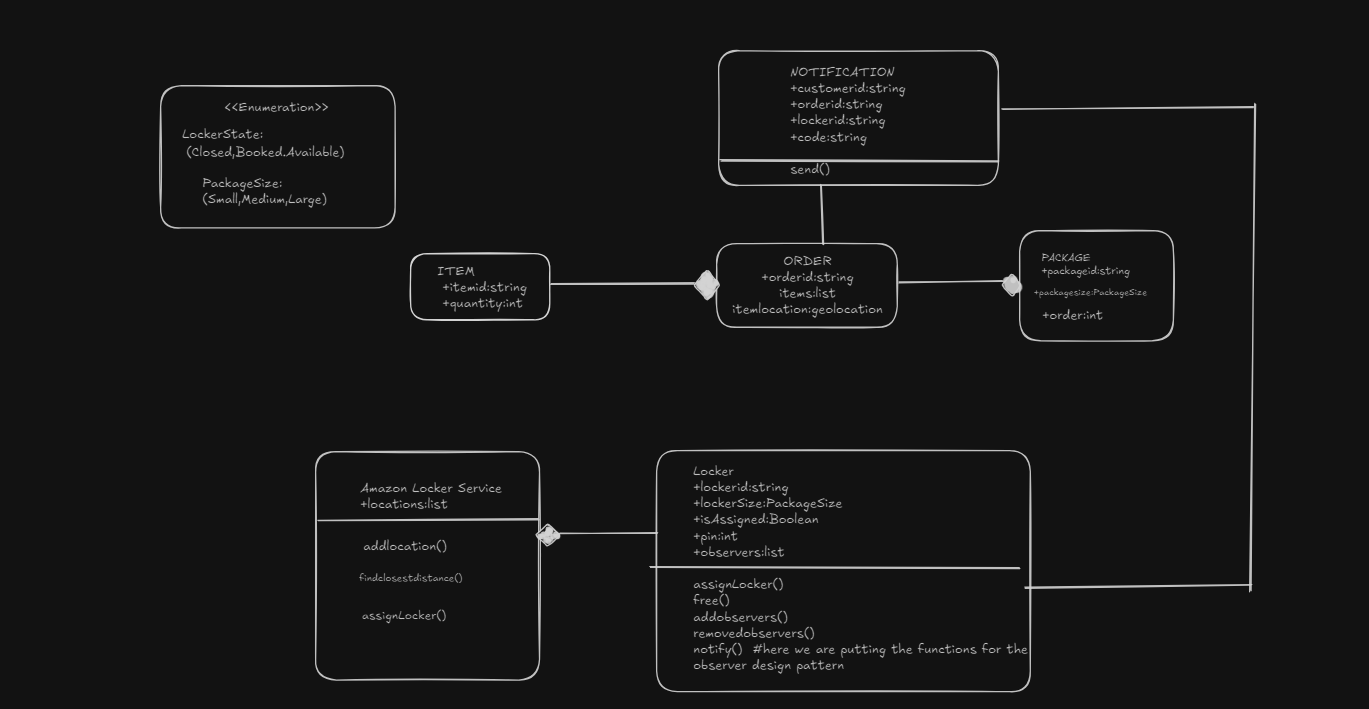 NOTIFICATION
+customerid:string
+orderid:string
+lockerid:string
+code:string
send()
<<Enumeration>>
LockerState:
(Closed,Booked.Available)
PackageSize:
(Small,Medium,Large)
ITEM
+itemid:string
+quantity:int
ORDER
+orderid:string
items:list
itemlocation:geolocation
PACKAGE
+packageid:string
+packagesize:PackageSize
+order:int
Amazon Locker Service
+locations:list
addlocation()
findclosestdistance()
assignLocker()
Locker
+lockerid:string
+lockerSize:PackageSize
+isAssigned:Boolean
+pin:int
+observers:list
assignLocker()
free()
addobservers()
removedobservers()
notify() #here we are putting the functions for the
observer design pattern